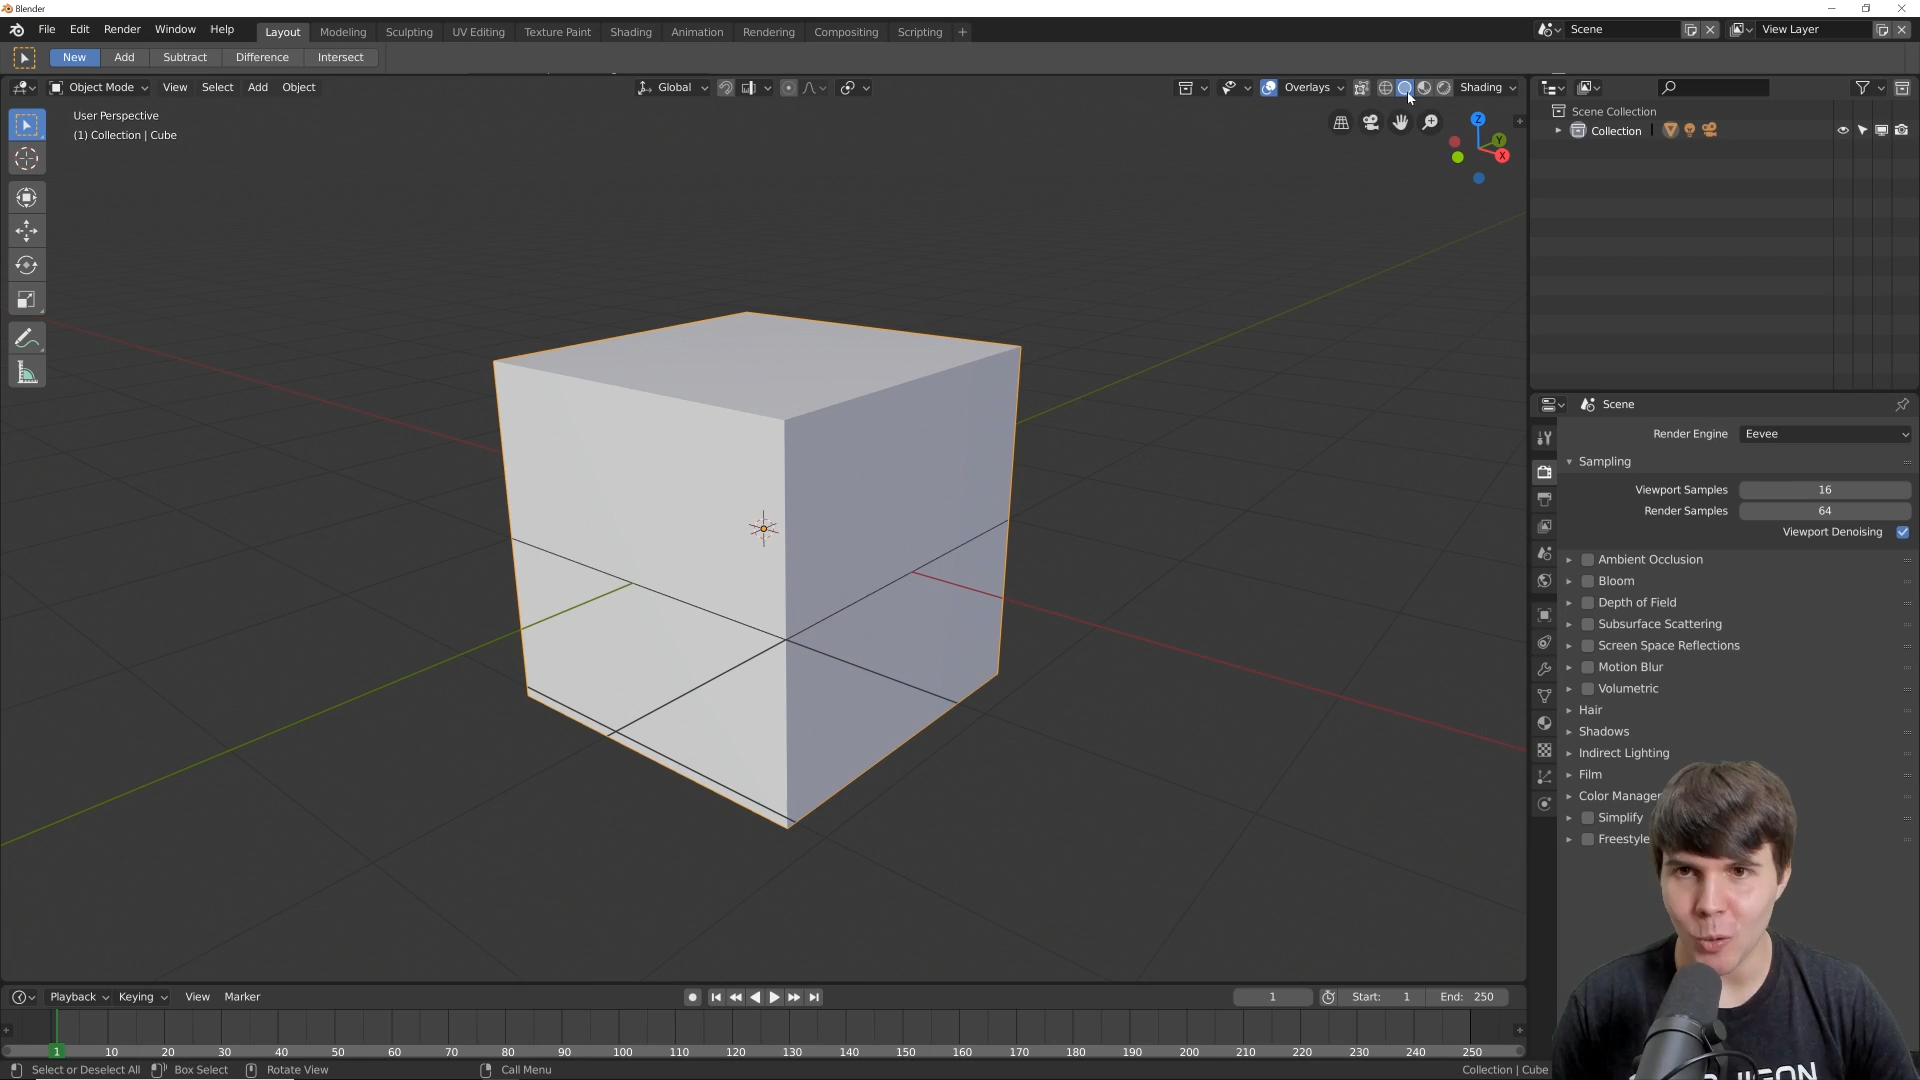 Blender
File Edit Render Window Help Layout Modeling Sculpting UV Editing Texture Paint Shading Animation Rendering Compositing Scripting + Scene View Layer
New Add Subtract Difference Intersect
Object Mode View Select Add Object Global Overlays Shading
User Perspective
(1) Collection | Cube
Z
Y
X
Scene Collection
Collection
Scene
Render Engine Eevee
Sampling
Viewport Samples 16
Render Samples 64
Viewport Denoising
Ambient Occlusion
Bloom
Depth of Field
Subsurface Scattering
Screen Space Reflections
Motion Blur
Volumetric
Hair
Shadows
Indirect Lighting
Film
Color Manager
Simplify
Freestyle
Playback Keying View Marker 1 Start: 1 End: 250
1 10 20 30 40 50 60 70 80 90 100 110 120 130 140 150 160 170 180 190 200 210 220 230 240 250
Select or Deselect All Box Select Rotate View Call Menu Collection | Cube